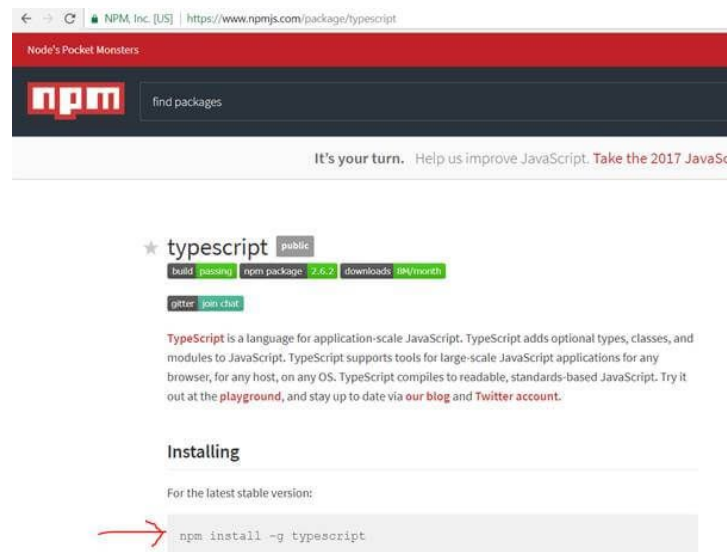 NPM, Inc. [US] | https://www.npmjs.com/package/typescript
Node's Pocket Monsters
npm
find packages
It's your turn. Help us improve JavaScript. Take the 2017 JavaSc
typescript public
build passing npm package 2.6.2 downloads 8M/month
gitter join chat
TypeScript is a language for application-scale JavaScript. TypeScript adds optional types, classes, and
modules to JavaScript. TypeScript supports tools for large-scale JavaScript applications for any
browser, for any host, on any OS. TypeScript compiles to readable, standards-based JavaScript. Try it
out at the playground, and stay up to date via our blog and Twitter account.
Installing
For the latest stable version:
npm install -g typescript